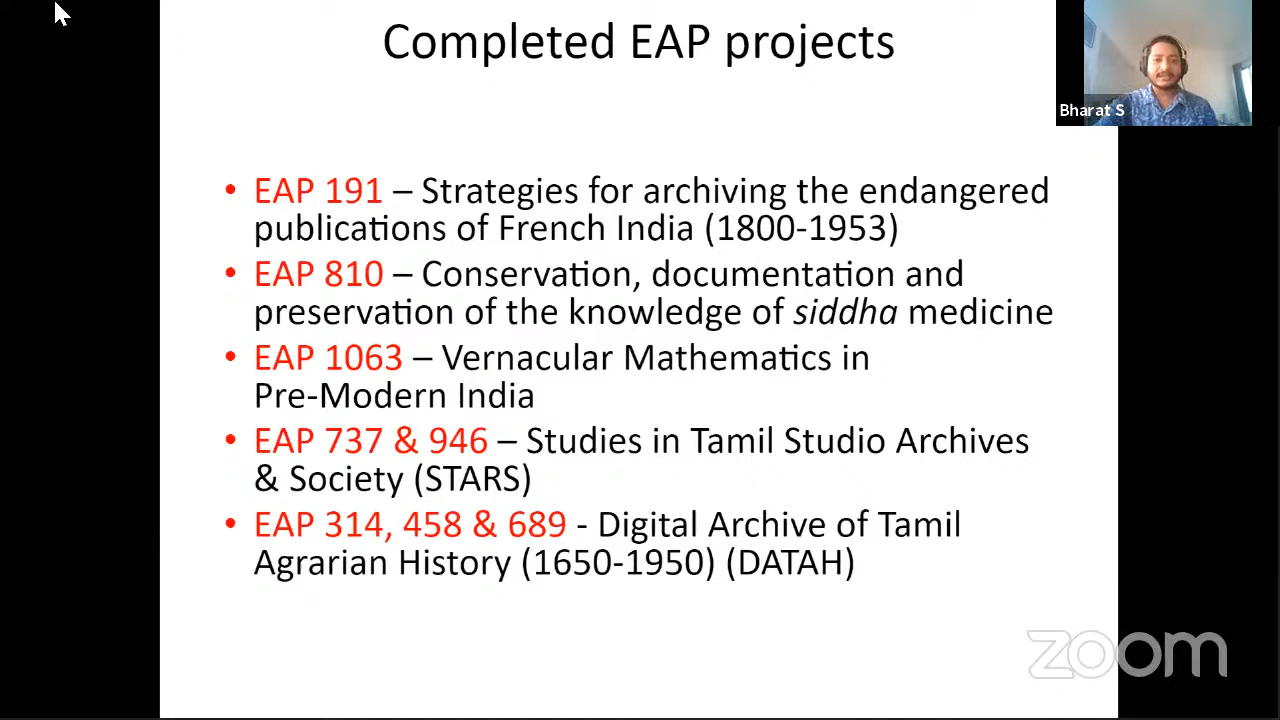 Completed EAP projects
Bharat S
• EAP 191 – Strategies for archiving the endangered
publications of French India (1800-1953)
• EAP 810 – Conservation, documentation and
preservation of the knowledge of siddha medicine
• EAP 1063 – Vernacular Mathematics in
Pre-Modern India
• EAP 737 & 946 – Studies in Tamil Studio Archives
& Society (STARS)
• EAP 314, 458 & 689 - Digital Archive of Tamil
Agrarian History (1650-1950) (DATAH)
zoom